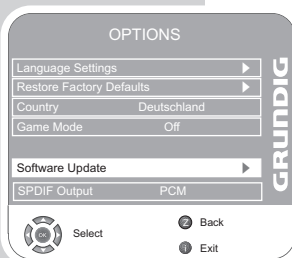 OPTIONS
Language Settings
Restore Factory Defaults
Country Deutschland
Game Mode Off
Software Update
SPDIF Output PCM
GRUNDIG
OK
Select
Z Back
i Exit